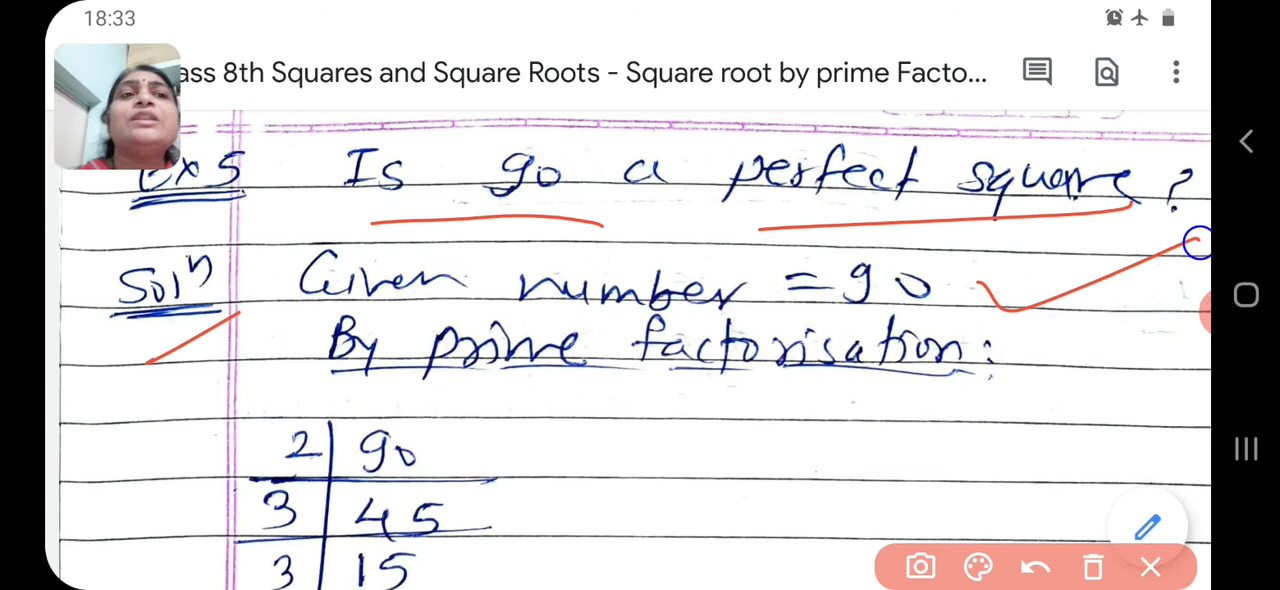 18:33
ass 8th Squares and Square Roots - Square root by prime Facto...
Ex 5 Is 90 a perfect square?
Solⁿ Given number = 90
By prime factorisation:
2 | 90
3 | 45
3 | 15